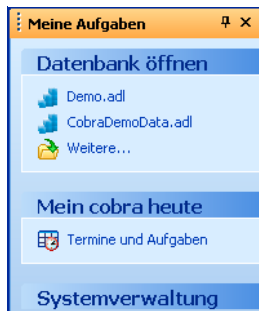 Meine Aufgaben
Datenbank öffnen
Demo.adl
CobraDemoData.adl
Weitere...
Mein cobra heute
Termine und Aufgaben
Systemverwaltung